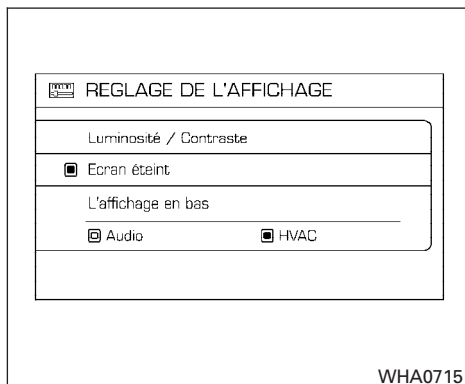 REGLAGE DE L'AFFICHAGE
Luminosité / Contraste
Ecran éteint
L'affichage en bas
Audio HVAC
WHA0715